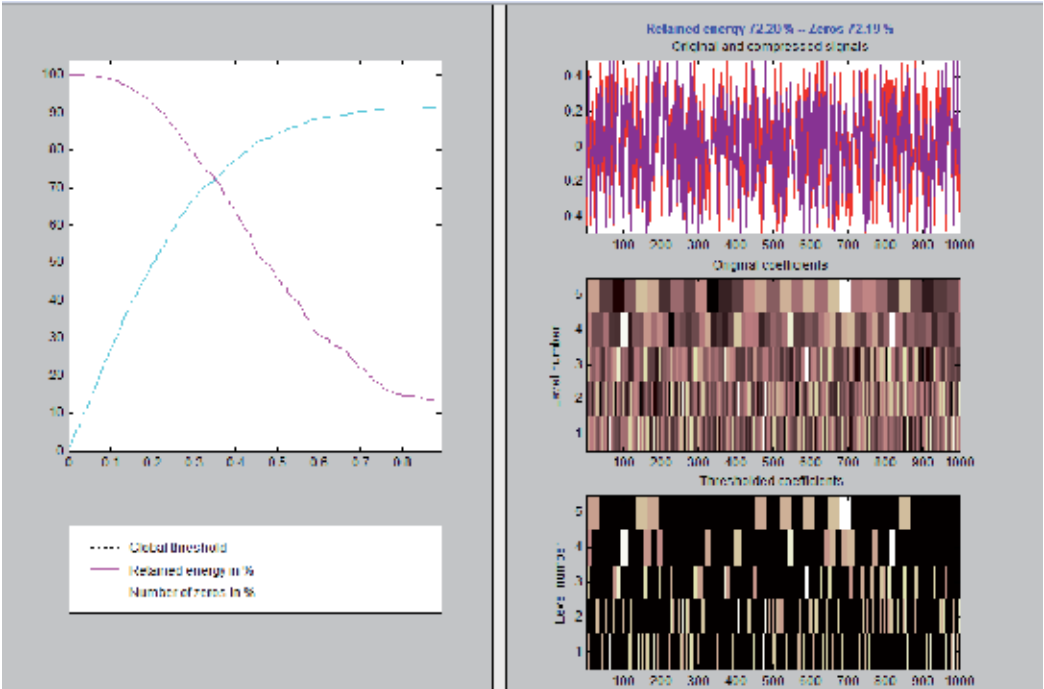 100
90
80
70
60
50
40
30
20
10
0
0 0.1 0.2 0.3 0.4 0.5 0.6 0.7 0.8
Global threshold
Retained energy in %
Number of zeros in %
Retained energy 72.20 % -- Zeros 72.19 %
Original and compressed signals
0.4
0.2
0
0.2
0.4
100 200 300 400 500 600 700 800 900 1000
Original coefficients
Level number
5
4
3
2
1
100 200 300 400 500 600 700 800 900 1000
Thresholded coefficients
Level number
5
4
3
2
1
100 200 300 400 500 600 700 800 900 1000